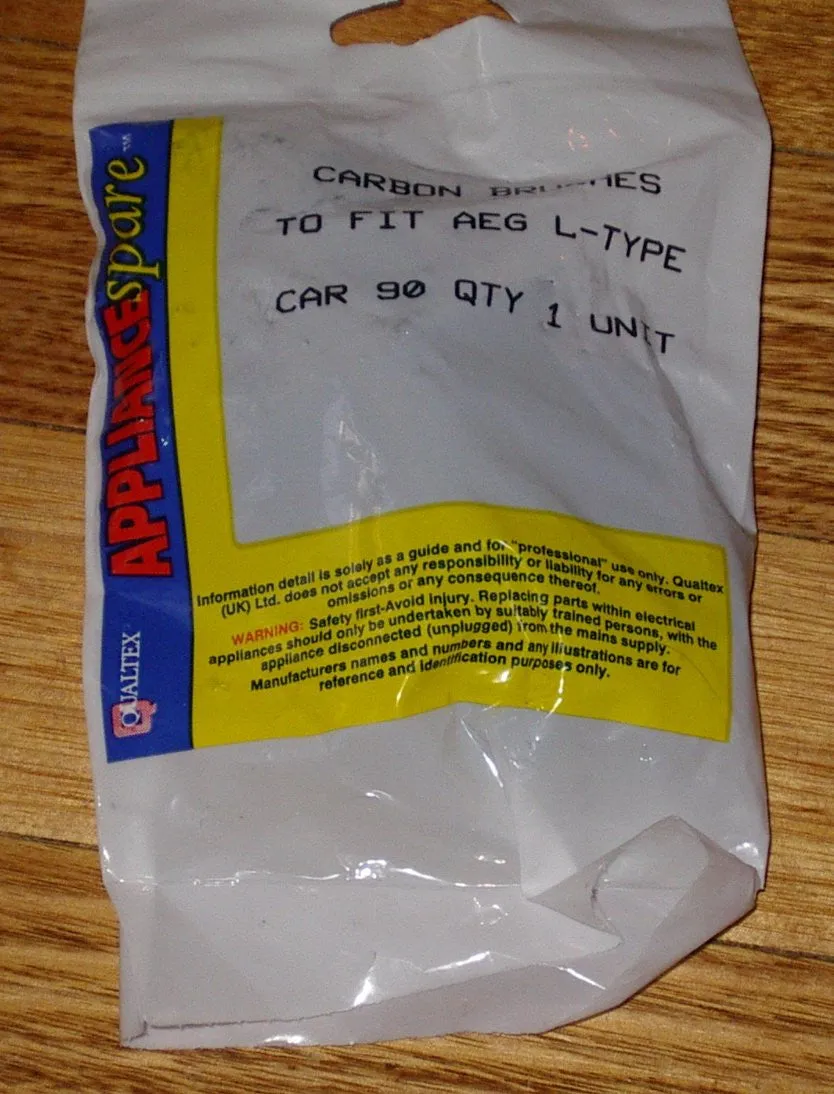 CARBON BRUSHES
TO FIT AEG L-TYPE
CAR 90 QTY 1 UNIT
APPLIANCEspare™
QUALTEX
Information detail is solely as a guide and for "professional" use only. Qualtex
(UK) Ltd. does not accept any responsibility or liability for any errors or
omissions or any consequence thereof.
WARNING: Safety first-Avoid injury. Replacing parts within electrical
appliances should only be undertaken by suitably trained persons, with the
appliance disconnected (unplugged) from the mains supply.
Manufacturers names and numbers and any illustrations are for
reference and identification purposes only.